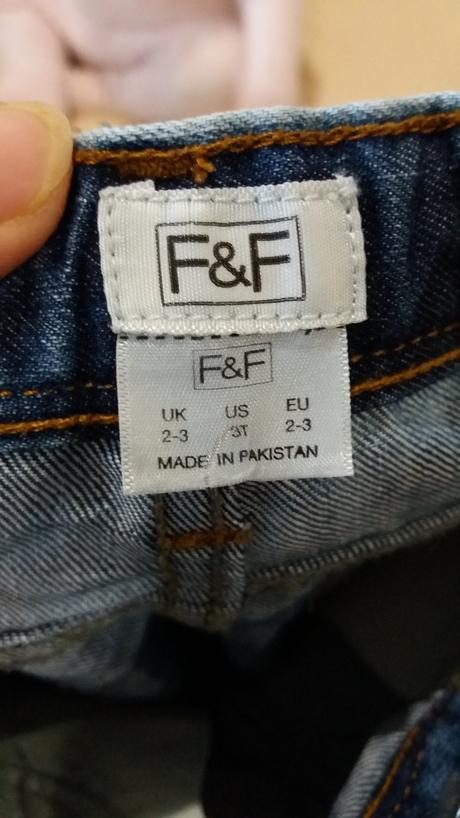 F&F
F&F
UK US EU
2-3 3T 2-3
MADE IN PAKISTAN